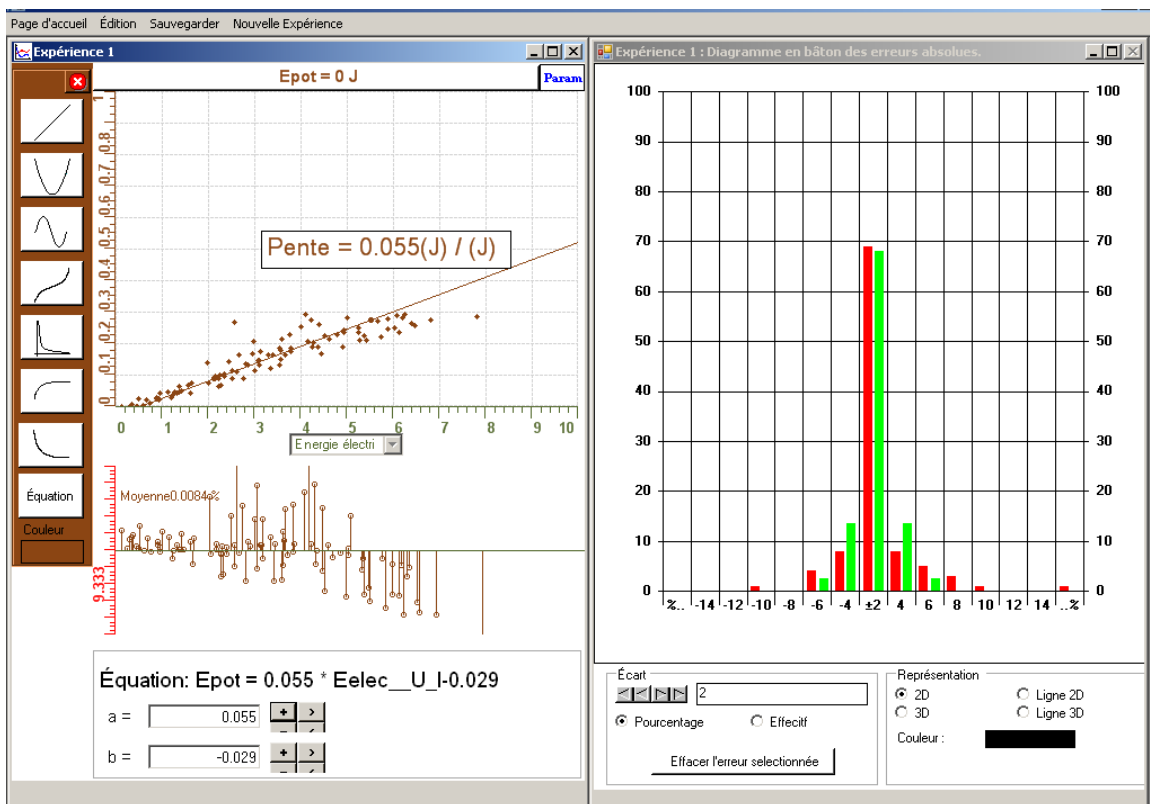 Page d'accueil Édition Sauvegarder Nouvelle Expérience
Expérience 1
Epot = 0 J
Param
1
0.8
0.7
0.5
0.4
0.3
0.2
0.1
0
Pente = 0.055(J) / (J)
0 1 2 3 4 5 6 7 8 9 10
Energie électri
Moyenne0.0084%
9.333
Équation
Couleur
Équation: Epot = 0.055 * Eelec__U_I-0.029
a = 0.055 + >
b = -0.029 + >
Expérience 1 : Diagramme en bâton des erreurs absolues.
100 100
90 90
80 80
70 70
60 60
50 50
40 40
30 30
20 20
10 10
0 0
%.. -14 -12 -10 -8 -6 -4 ±2 4 6 8 10 12 14 ..%
Écart
2
Pourcentage Effecitf
Effacer l'erreur selectionnée
Représentation
2D Ligne 2D
3D Ligne 3D
Couleur :